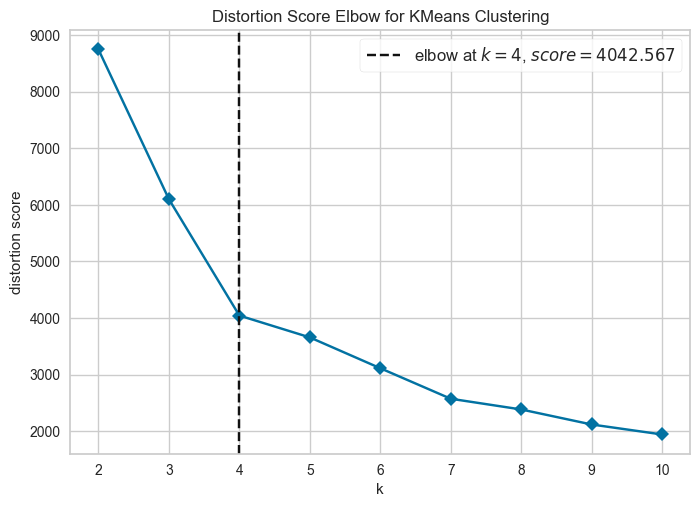 Distortion Score Elbow for KMeans Clustering
elbow at k = 4, score = 4042.567
9000
8000
7000
6000
5000
4000
3000
2000
distortion score
2 3 4 5 6 7 8 9 10
k